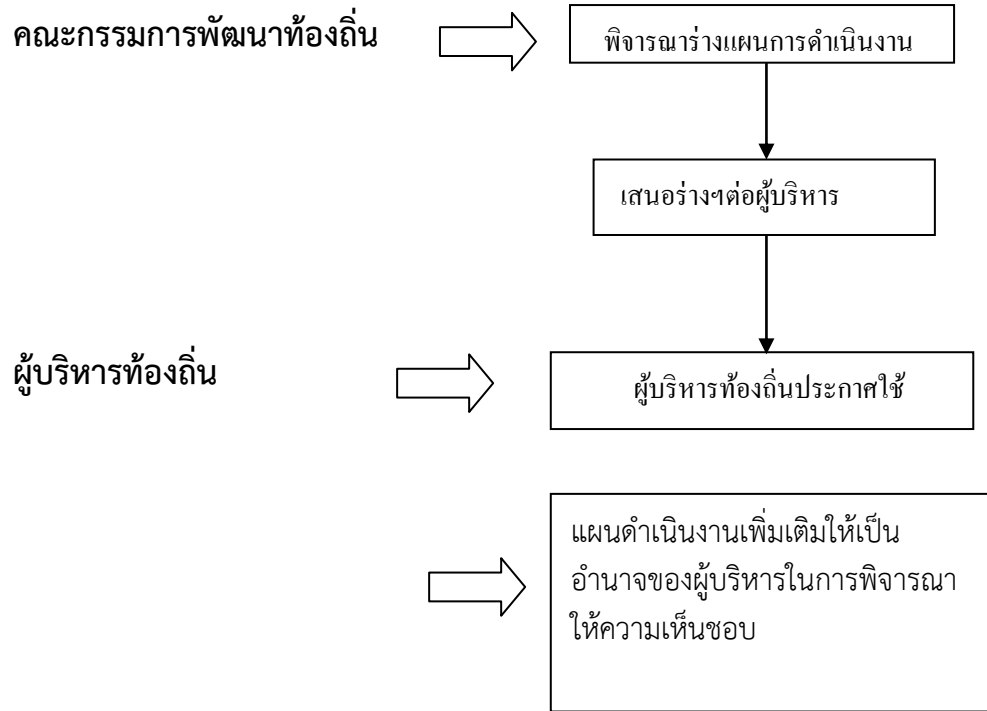 คณะกรรมการพัฒนาท้องถิ่น
พิจารณาร่างแผนการดำเนินงาน
เสนอร่างฯต่อผู้บริหาร
ผู้บริหารท้องถิ่น
ผู้บริหารท้องถิ่นประกาศใช้
แผนดำเนินงานเพิ่มเติมให้เป็น
อำนาจของผู้บริหารในการพิจารณา
ให้ความเห็นชอบ